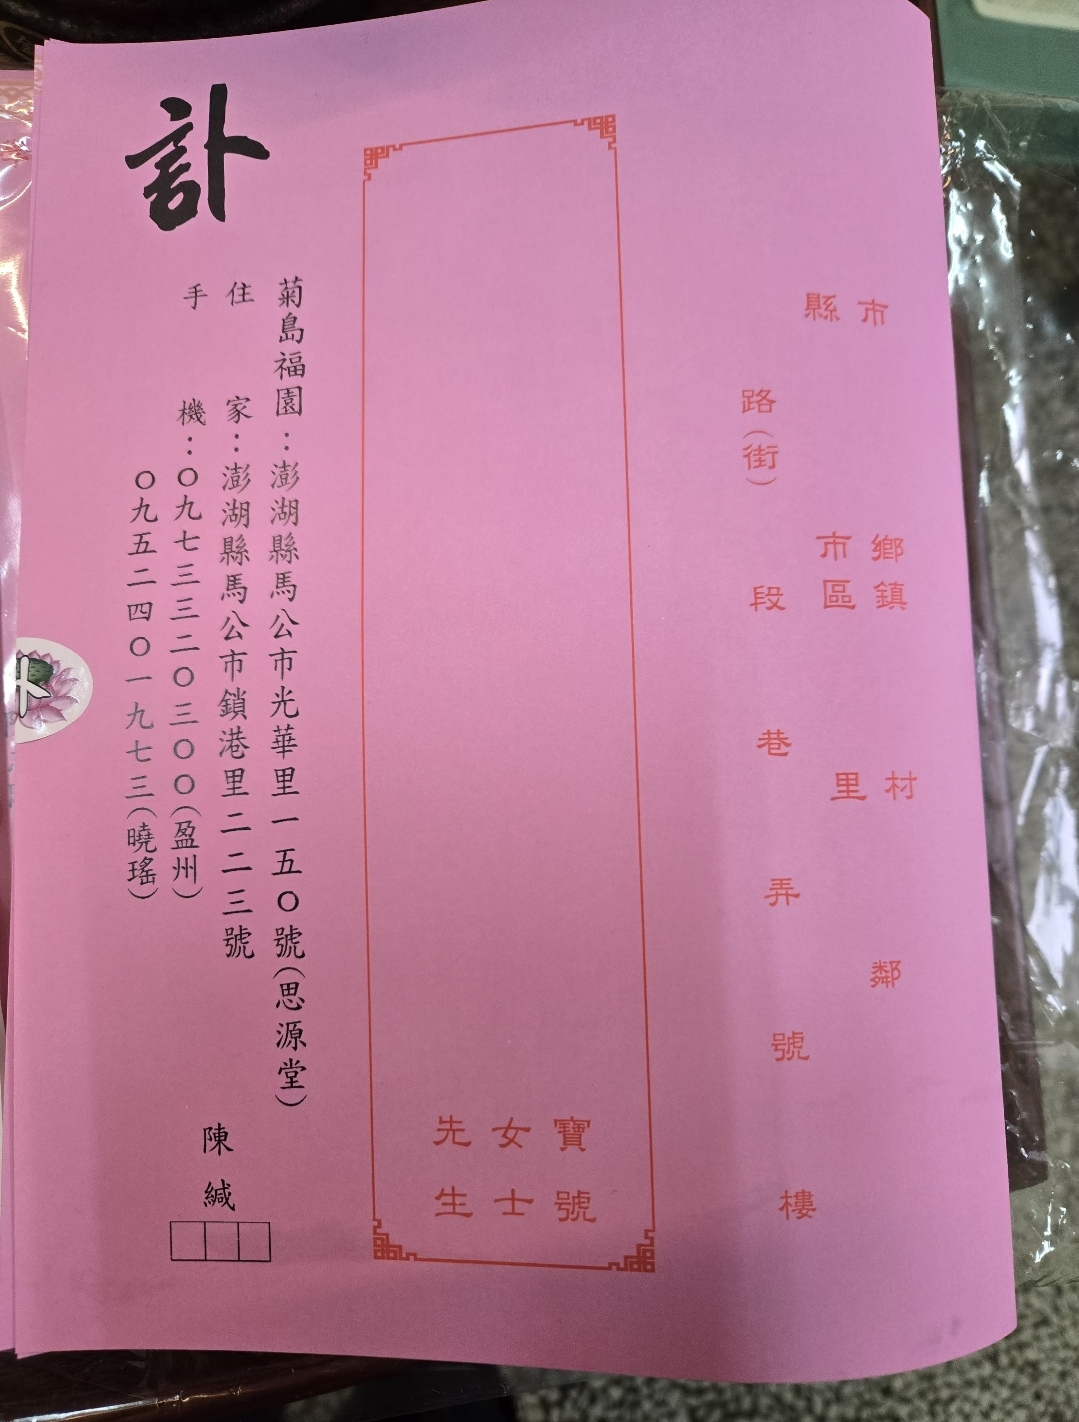 縣市
鄉鎮市區
村里
鄰
路(街)
段
巷
弄
號
樓
寶號
女士
先生
訃
菊島福園：澎湖縣馬公市光華里一五〇號(思源堂)
住家：澎湖縣馬公市鎖港里二二三號
手機：〇九七三三二〇三〇〇(盈州)
〇九五二四〇一九七三(曉瑤)
陳緘